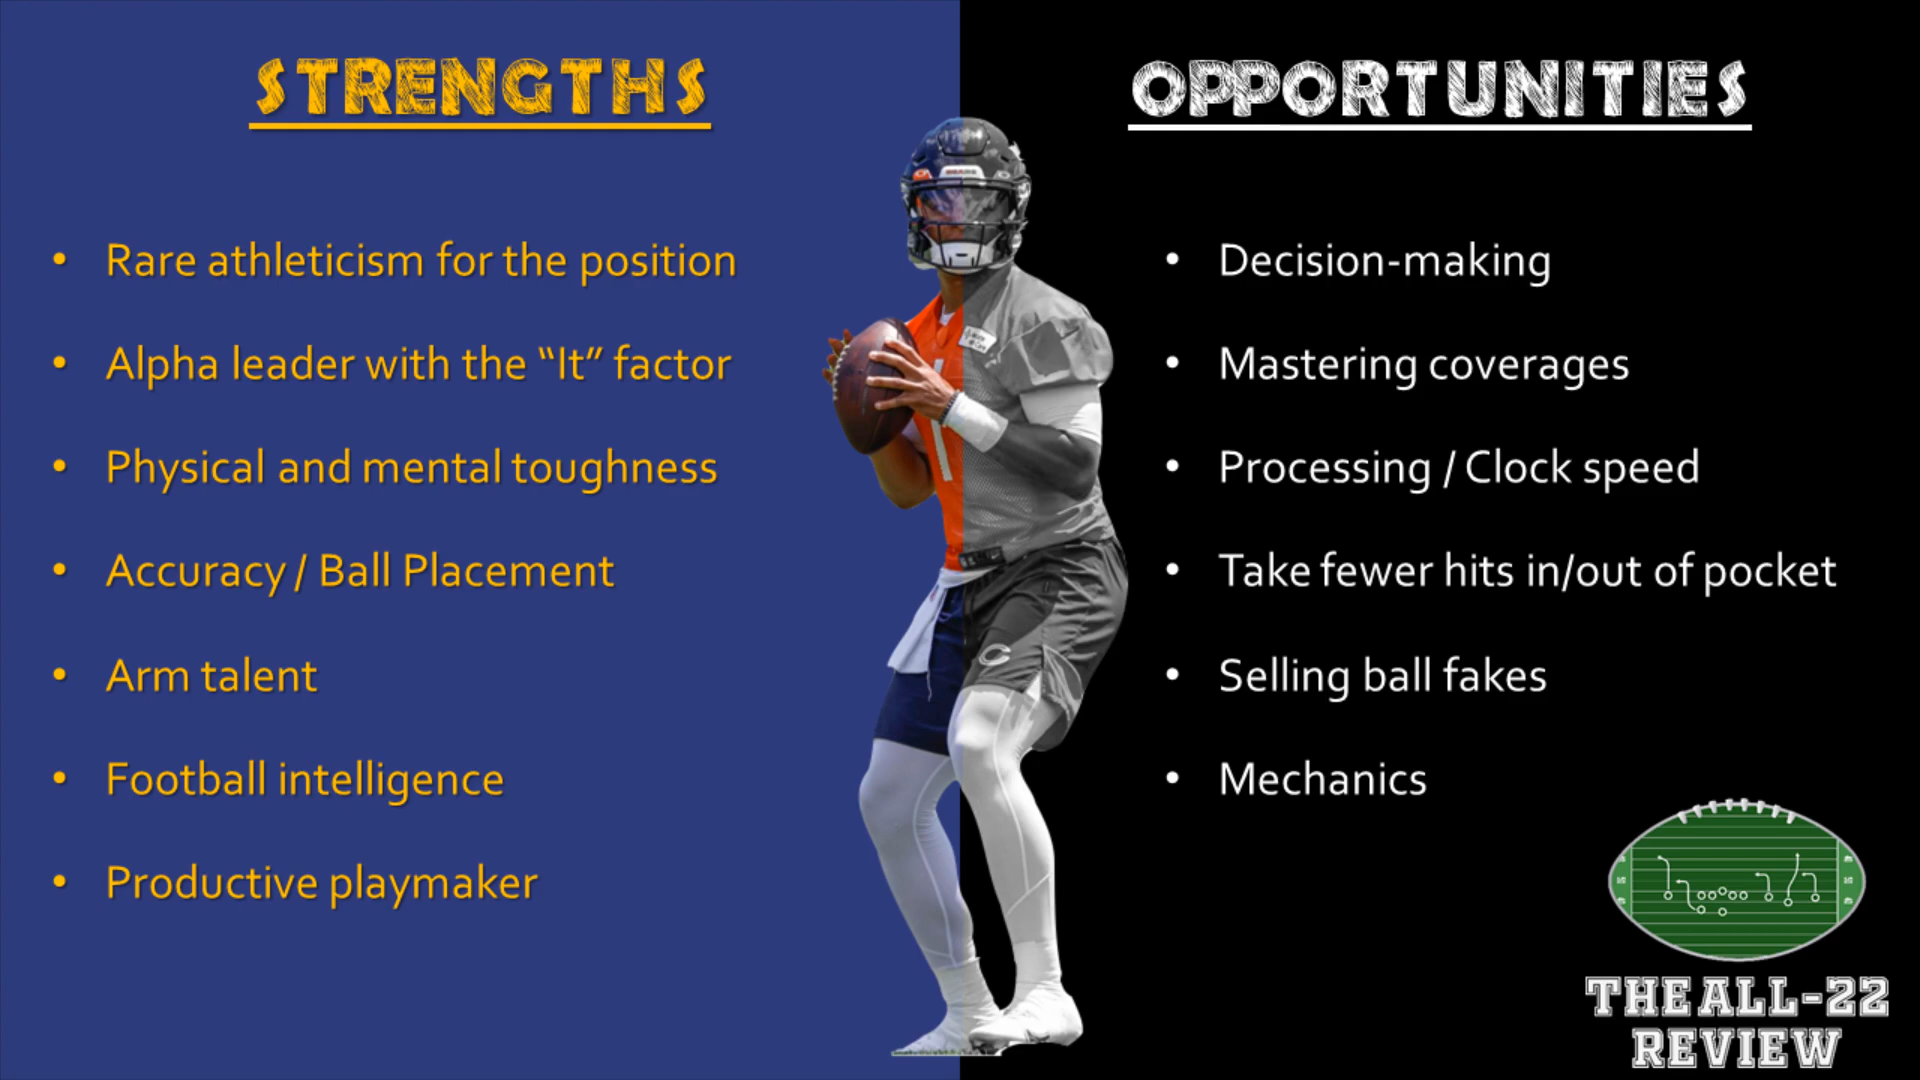 STRENGTHS
• Rare athleticism for the position
• Alpha leader with the “It” factor
• Physical and mental toughness
• Accuracy / Ball Placement
• Arm talent
• Football intelligence
• Productive playmaker
OPPORTUNITIES
• Decision-making
• Mastering coverages
• Processing / Clock speed
• Take fewer hits in/out of pocket
• Selling ball fakes
• Mechanics
BEARS
1
C
THE ALL-22
REVIEW